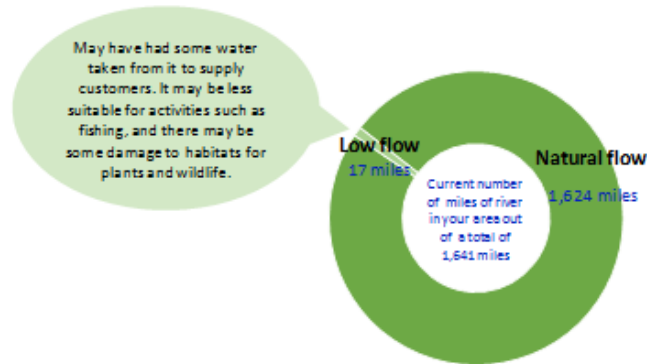 May have had some water
taken from it to supply
customers. It may be less
suitable for activities such as
fishing, and there may be
some damage to habitats for
plants and wildlife.
Low flow
17 miles
Natural flow
1,624 miles
Current number
of miles of river
in your area out
of a total of
1,641 miles